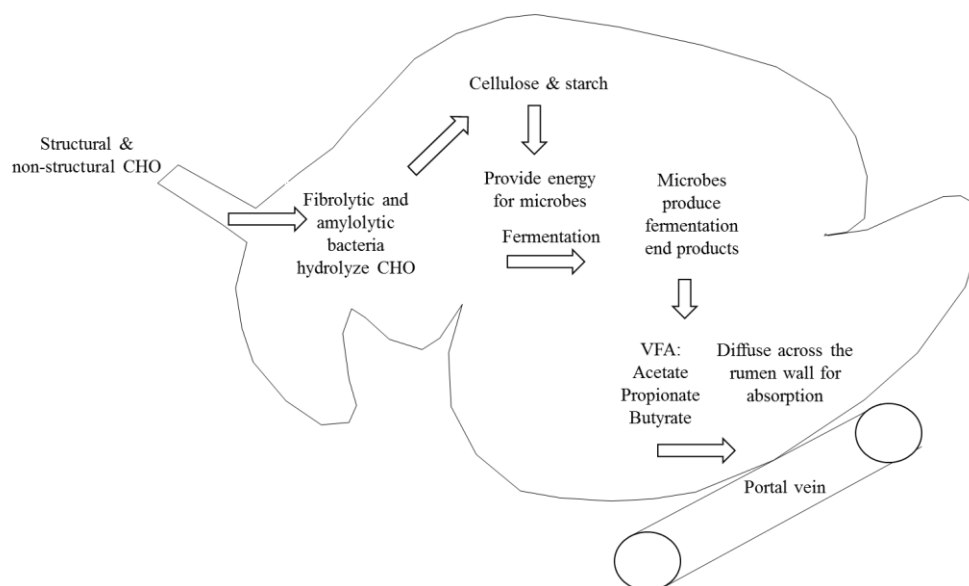 Structural &
non-structural CHO
Fibrolytic and
amylolytic
bacteria
hydrolyze CHO
Cellulose & starch
Provide energy
for microbes
Fermentation
Microbes
produce
fermentation
end products
VFA:
Acetate
Propionate
Butyrate
Diffuse across the
rumen wall for
absorption
Portal vein